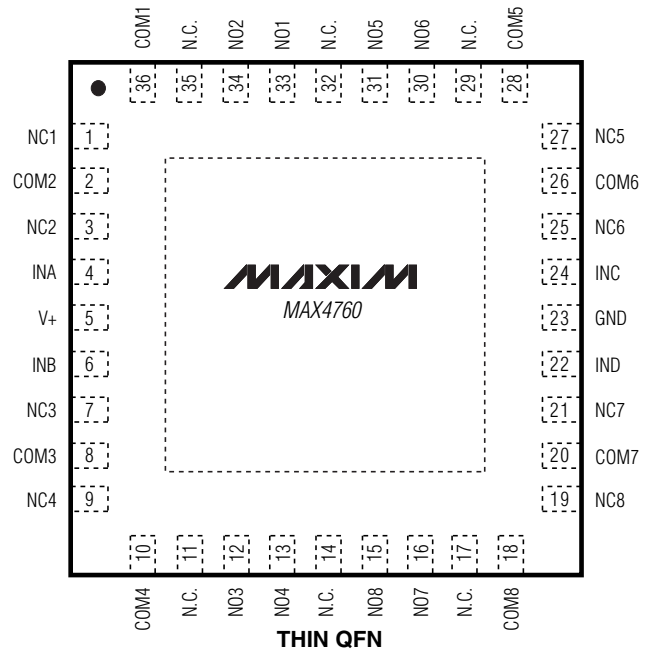 COM1 N.C. NO2 NO1 N.C. NO5 NO6 N.C. COM5
36 35 34 33 32 31 30 29 28
NC1 1 27 NC5
COM2 2 26 COM6
NC2 3 25 NC6
INA 4 MAXIM 24 INC
V+ 5 MAX4760 23 GND
INB 6 22 IND
NC3 7 21 NC7
COM3 8 20 COM7
NC4 9 19 NC8
10 11 12 13 14 15 16 17 18
COM4 N.C. NO3 NO4 N.C. NO8 NO7 N.C. COM8
THIN QFN